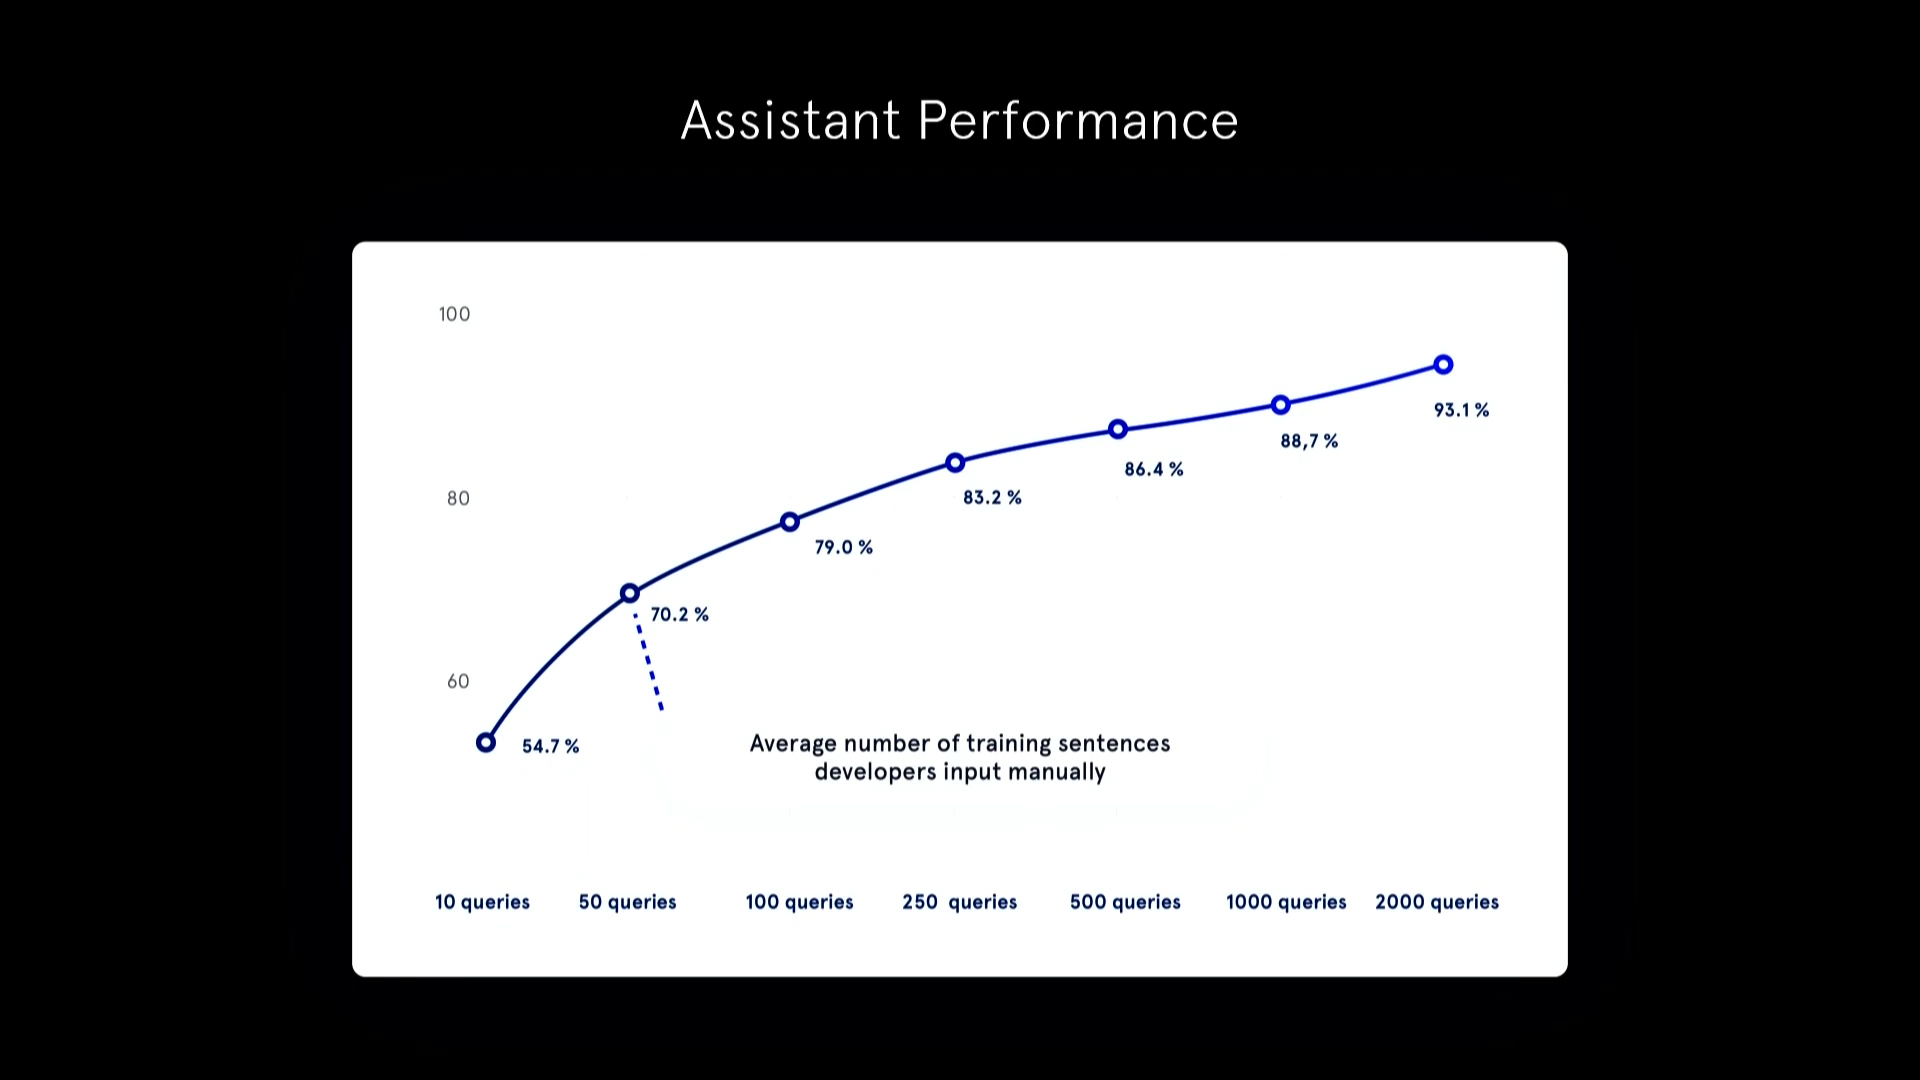 Assistant Performance
100
93.1 %
88,7 %
86.4 %
80
83.2 %
79.0 %
70.2 %
60
54.7 %
Average number of training sentences
developers input manually
10 queries 50 queries 100 queries 250 queries 500 queries 1000 queries 2000 queries